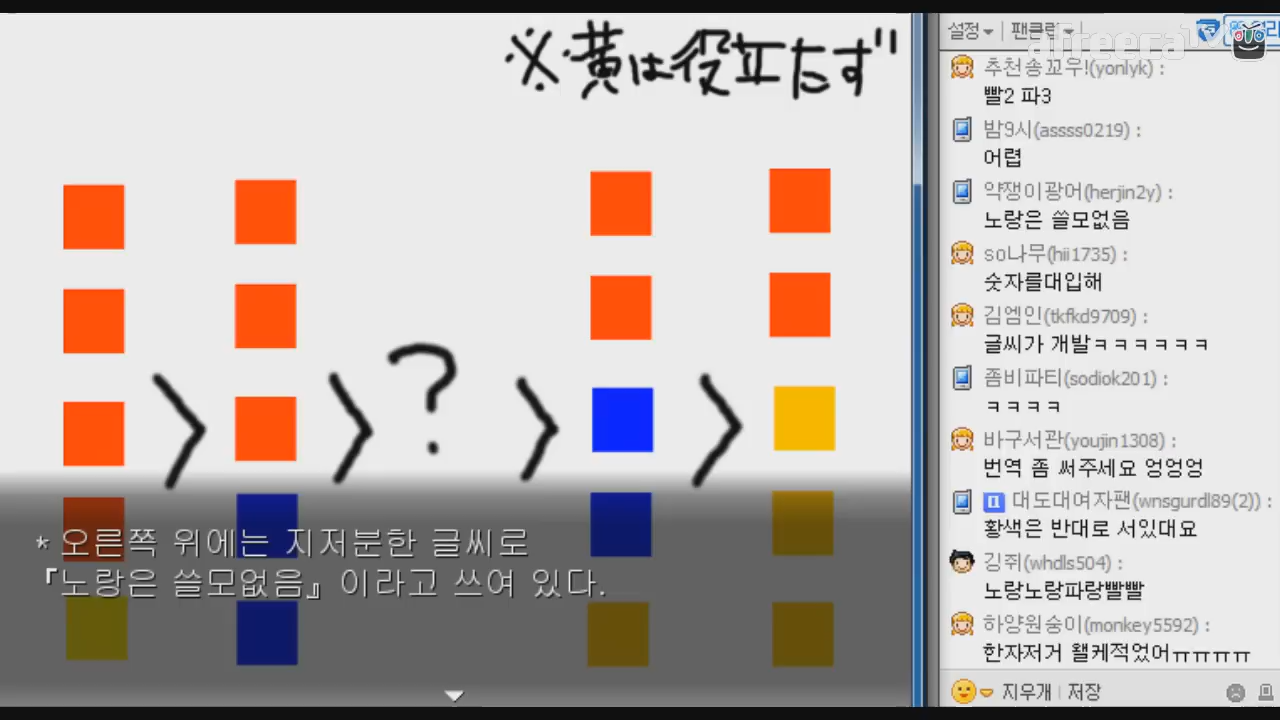 ※黄は役立たず"
?
* 오른쪽 위에는 지저분한 글씨로
『노랑은 쓸모없음』이라고 쓰여 있다.
설정
팬클럽
afreecaTV
추천송꼬우!(yonlyk) :
빨2 파3
밤9시(assss0219) :
어렵
약쟁이광어(herjin2y) :
노랑은 쓸모없음
so나무(hii1735) :
숫자를대입해
김엠인(tkfkd9709) :
글씨가 개발ㅋㅋㅋㅋㅋㅋ
좀비파티(sodiok201) :
ㅋㅋㅋㅋ
바구서관(youjin1308) :
번역 좀 써주세요 엉엉엉
대도대여자팬(wnsgurdl89(2)) :
황색은 반대로 서있대요
깅쥐(whdls504) :
노랑노랑파랑빨빨
하양원숭이(monkey5592) :
한자저거 왤케적었어ㅠㅠㅠㅠ
지우개 | 저장